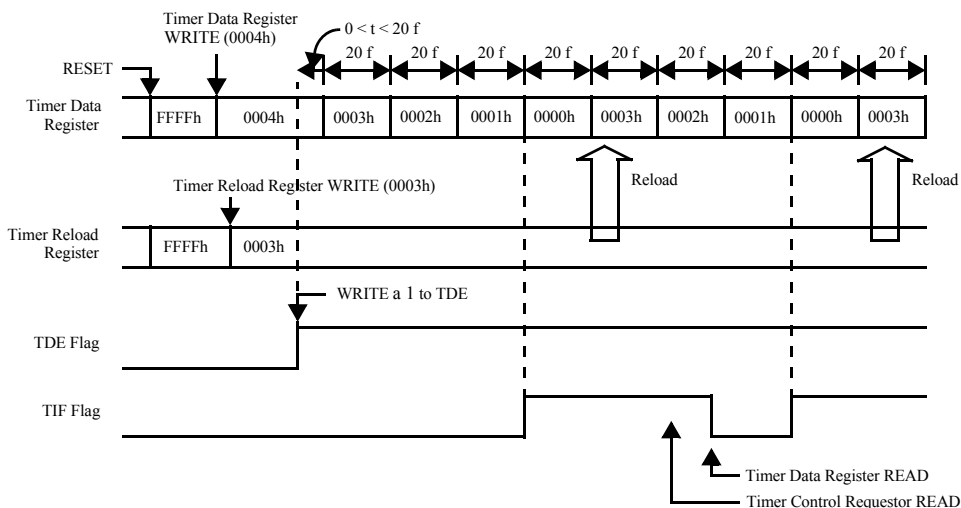 Timer Data Register
WRITE (0004h)
0 < t < 20 f
20 f 20 f 20 f 20 f 20 f 20 f 20 f 20 f 20 f
RESET
Timer Data
Register
FFFFh 0004h 0003h 0002h 0001h 0000h 0003h 0002h 0001h 0000h 0003h
Timer Reload Register WRITE (0003h)
Reload
Reload
Timer Reload
Register
FFFFh 0003h
WRITE a 1 to TDE
TDE Flag
TIF Flag
Timer Data Register READ
Timer Control Requestor READ